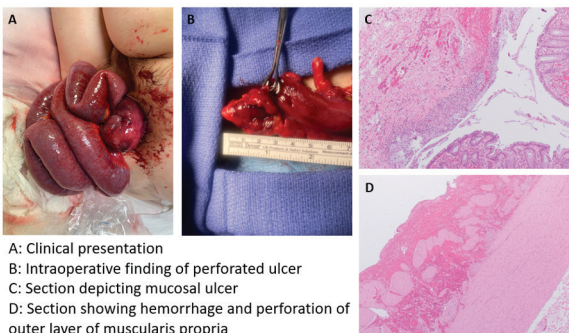 A
B
C
D
A: Clinical presentation
B: Intraoperative finding of perforated ulcer
C: Section depicting mucosal ulcer
D: Section showing hemorrhage and perforation of
outer layer of muscularis propria